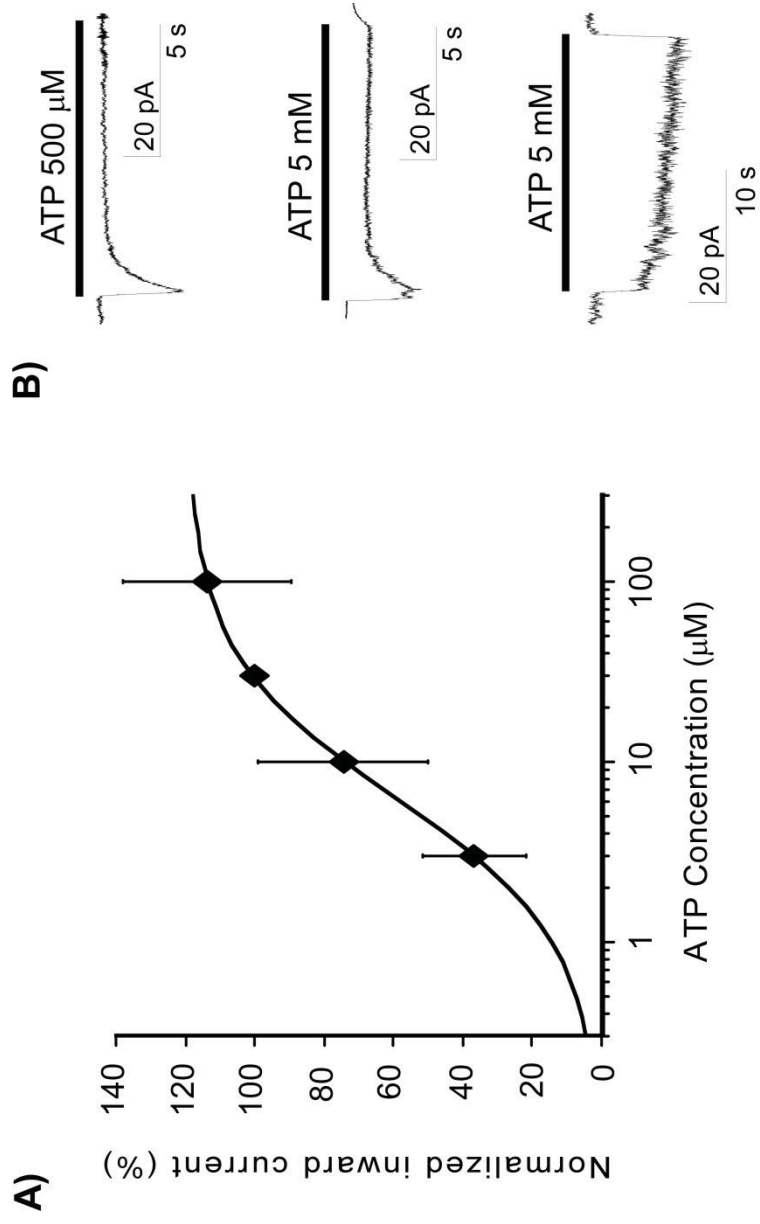 A)
Normalized inward current (%)
140
120
100
80
60
40
20
0
1
10
100
ATP Concentration (μM)
B)
ATP 500 μM
20 pA
5 s
ATP 5 mM
20 pA
5 s
ATP 5 mM
20 pA
10 s